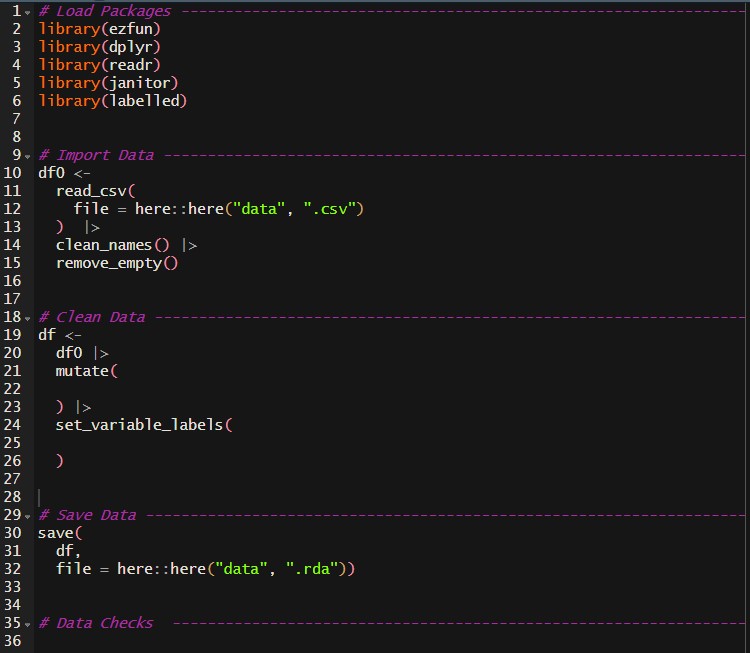 1 # Load Packages ----------------------------------------------------------------
2 library(ezfun)
3 library(dplyr)
4 library(readr)
5 library(janitor)
6 library(labelled)
7
8
9 # Import Data ------------------------------------------------------------------
10 df0 <-
11   read_csv(
12     file = here::here("data", ".csv")
13   )  |>
14   clean_names() |>
15   remove_empty()
16
17
18 # Clean Data -------------------------------------------------------------------
19 df <-
20   df0 |>
21   mutate(
22
23   ) |>
24   set_variable_labels(
25
26   )
27
28
29 # Save Data --------------------------------------------------------------------
30 save(
31   df,
32   file = here::here("data", ".rda"))
33
34
35 # Data Checks  -----------------------------------------------------------------
36